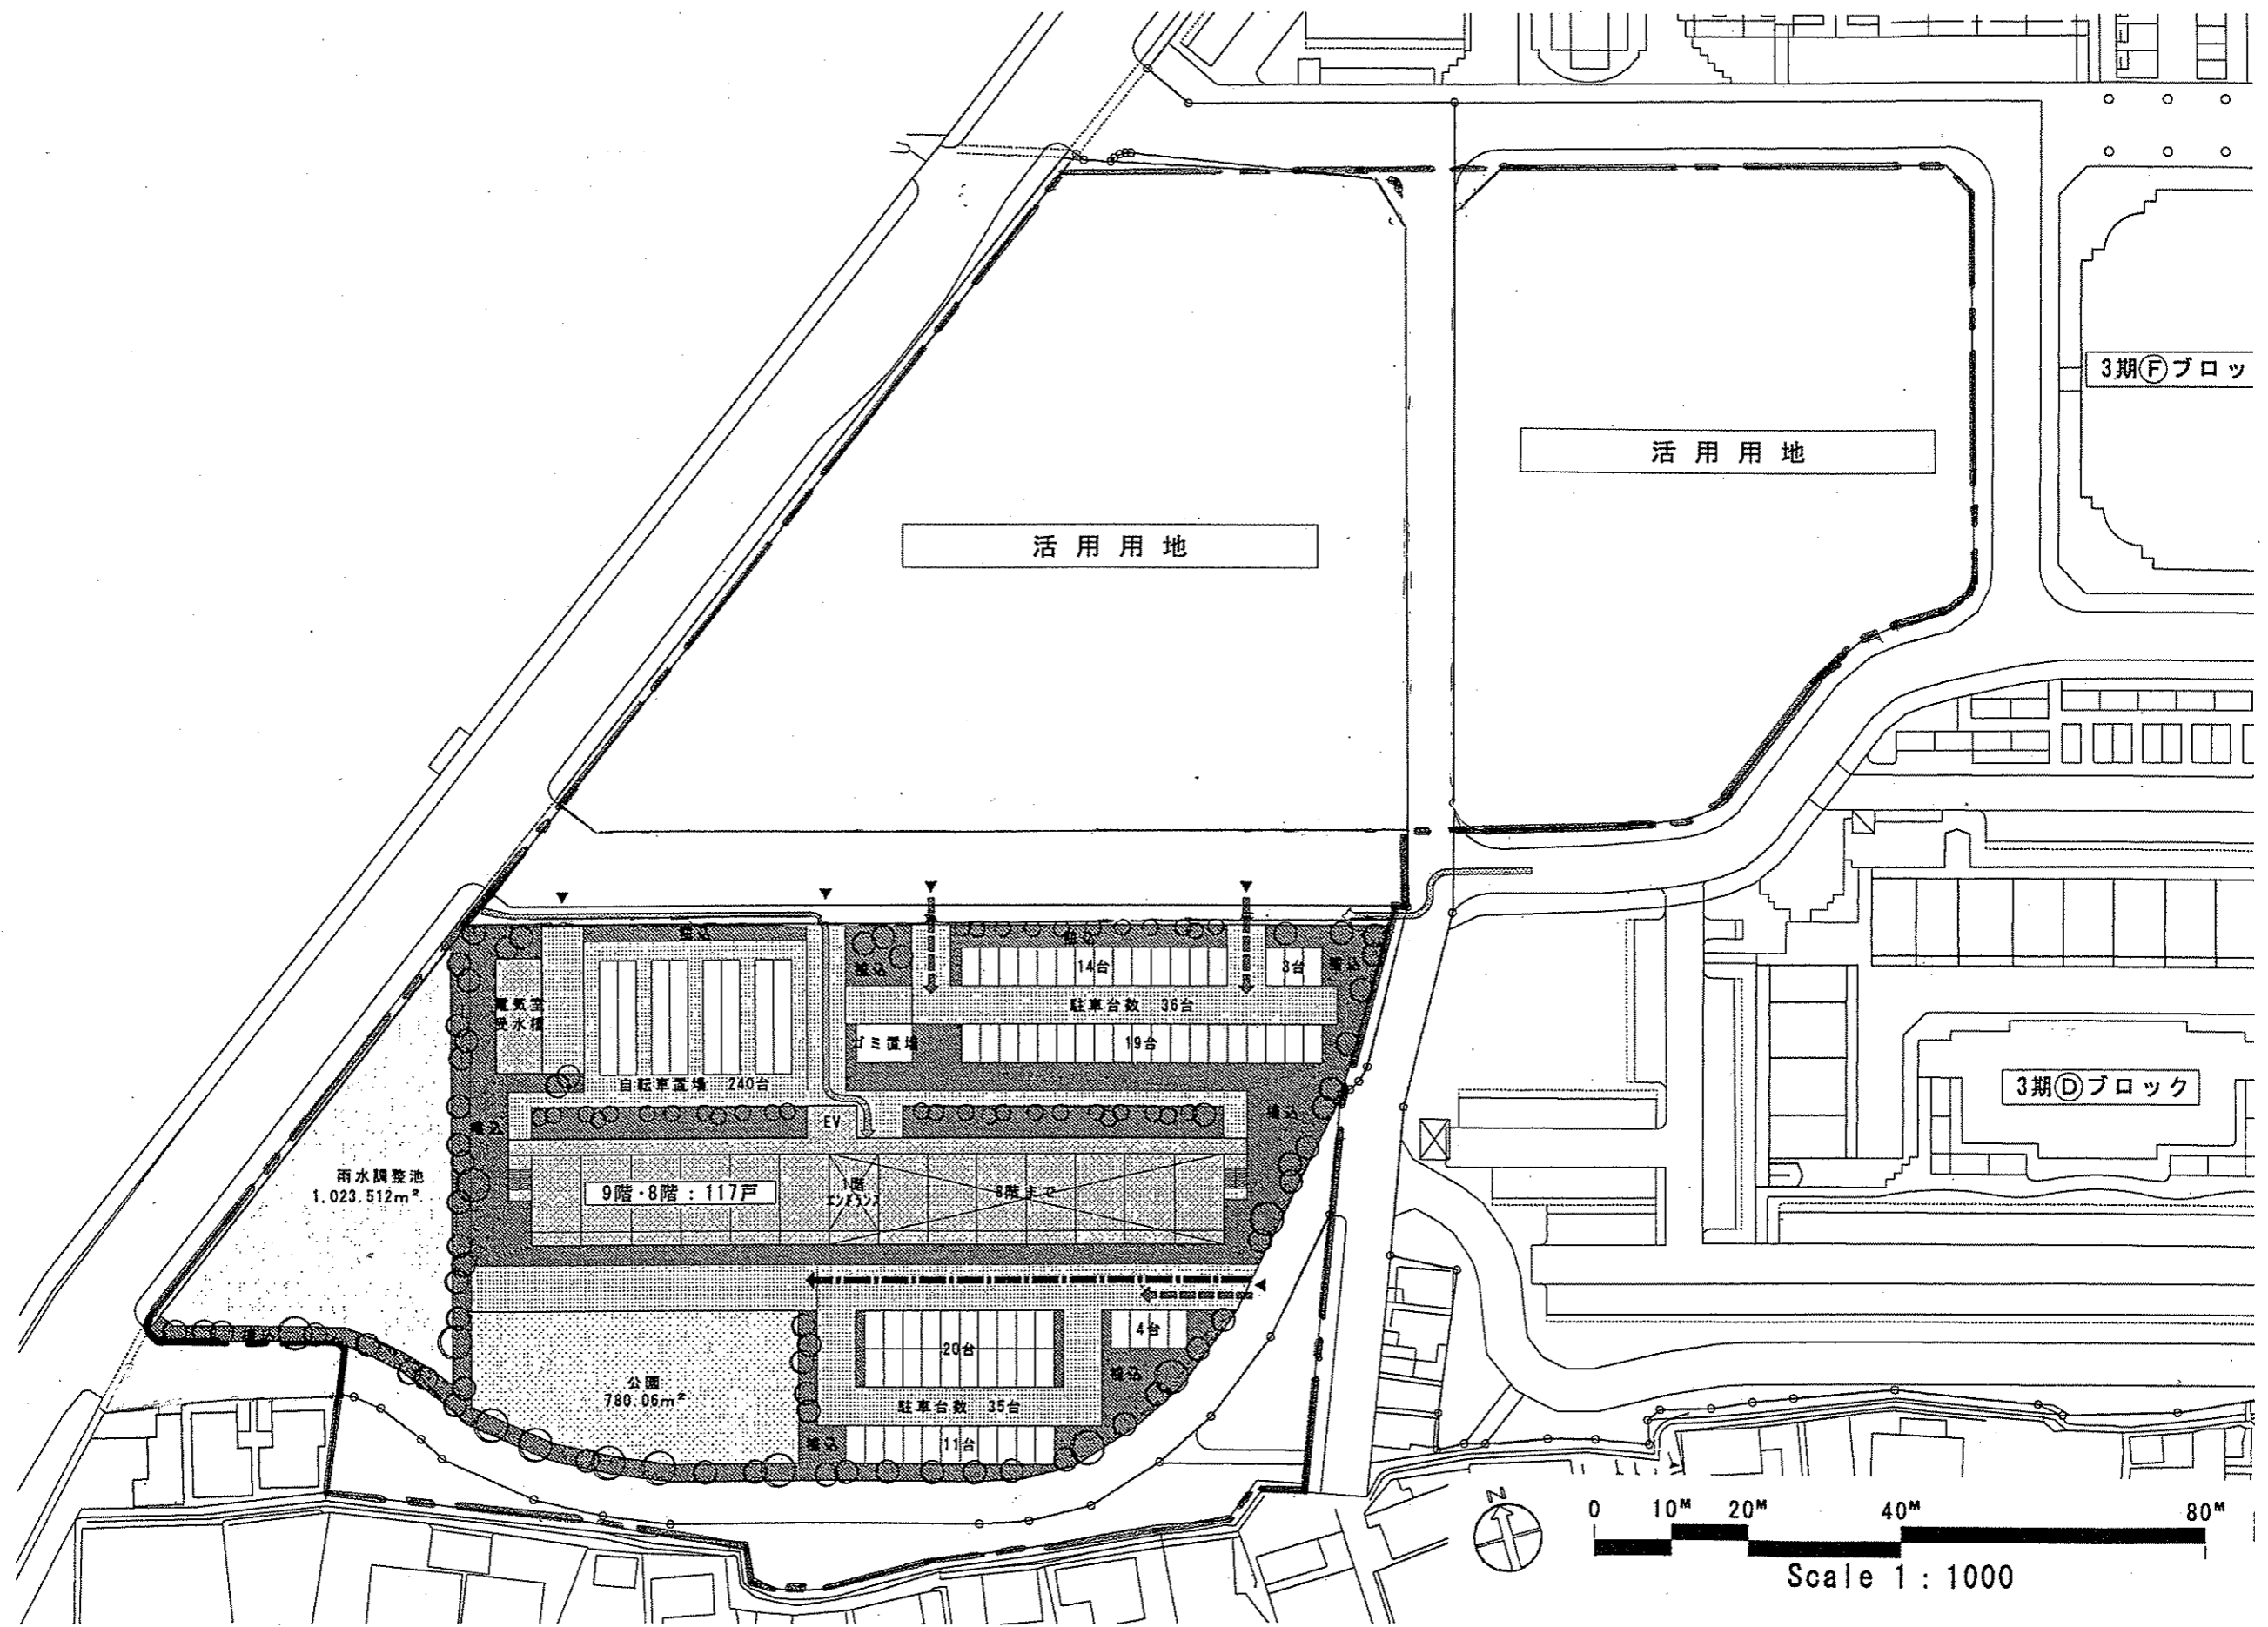 3期Ⓕブロッ
活用用地
活用用地
植込
植込
植込
14台
3台
植込
電気室
受水槽
駐車台数 36台
ゴミ置場
19台
自転車置場 240台
植込
植込
EV
雨水調整池
1,023.512m²
9階・8階：117戸
1階
エントランス
8階まで
3期Ⓓブロック
4台
20台
公園
780.06m²
植込
駐車台数 35台
植込
11台
N
0 10M 20M 40M 80M
Scale 1：1000